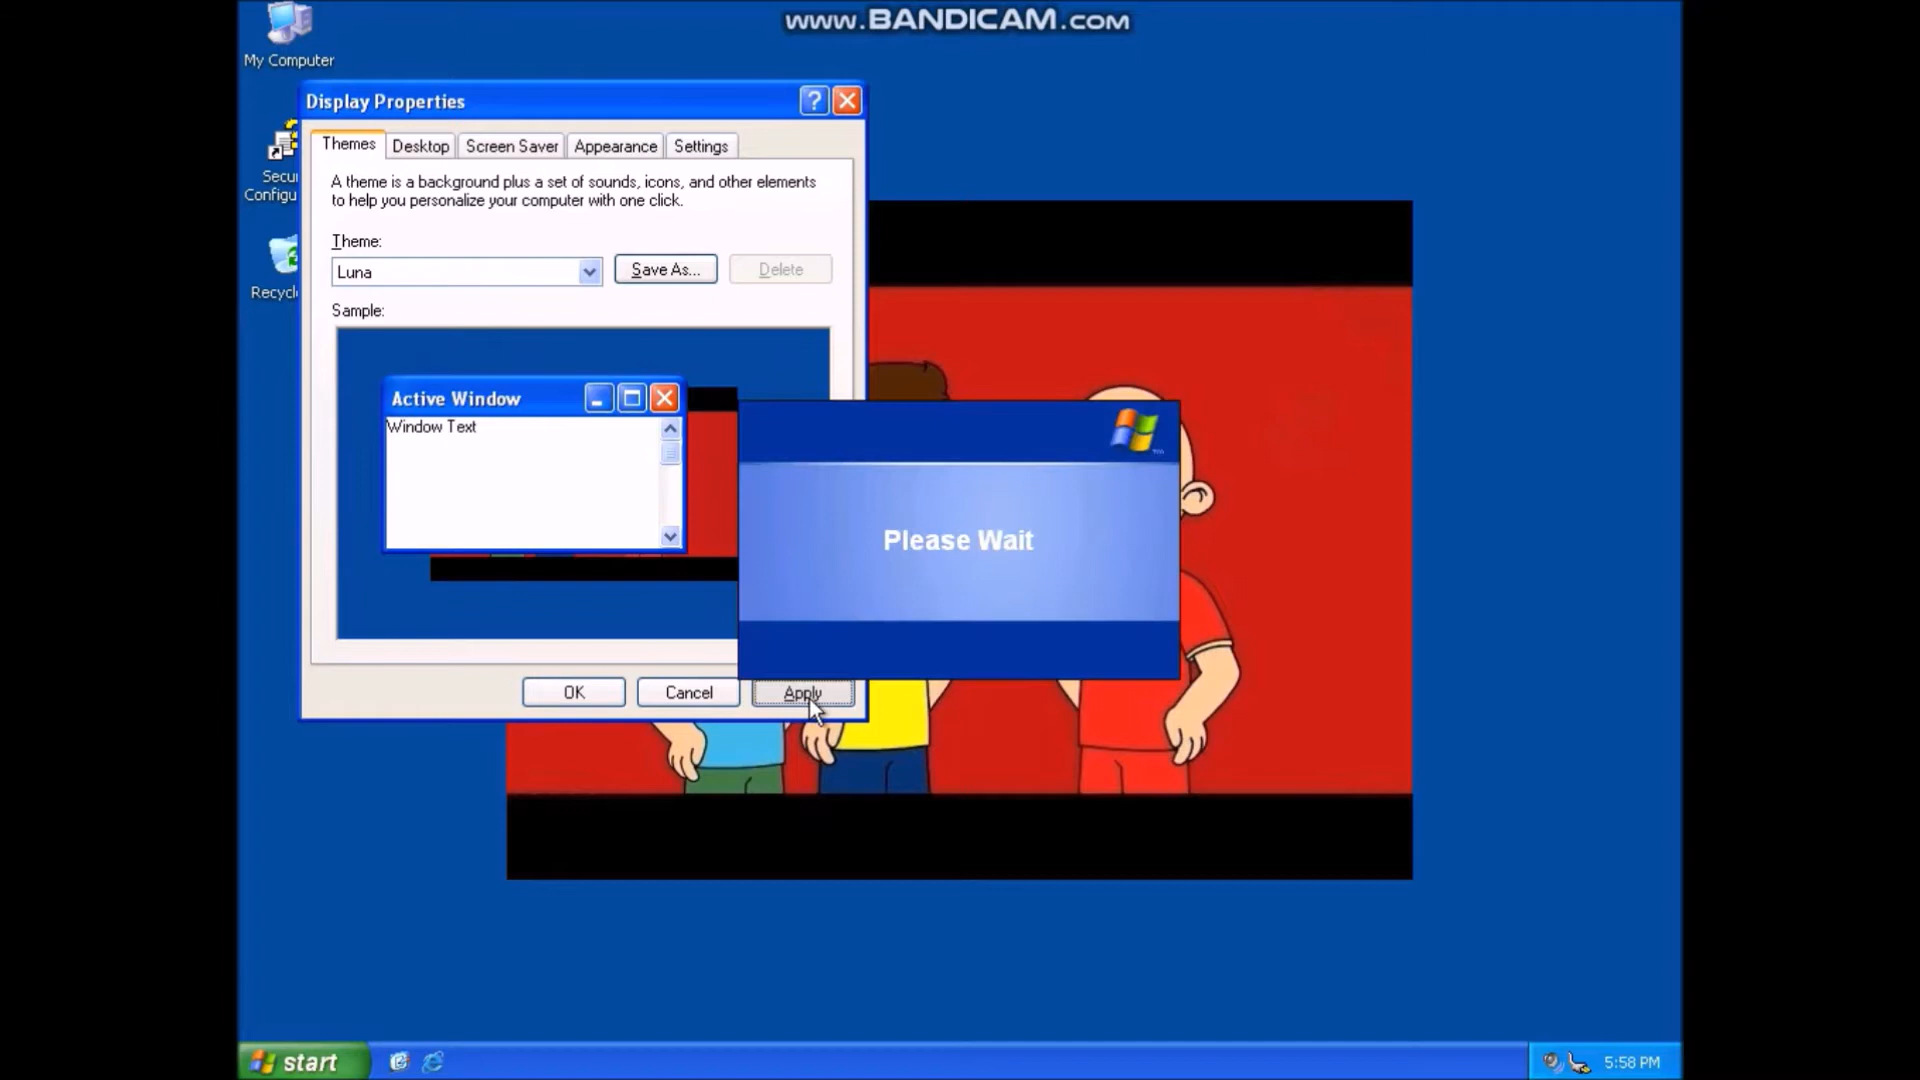 www.BANDICAM.com
My Computer
Display Properties
Themes
Desktop
Screen Saver
Appearance
Settings
A theme is a background plus a set of sounds, icons, and other elements
to help you personalize your computer with one click.
Secu
Configu
Theme:
Luna
Save As...
Delete
Recycl
Sample:
Active Window
Window Text
Please Wait
OK
Cancel
Apply
start
5:58 PM